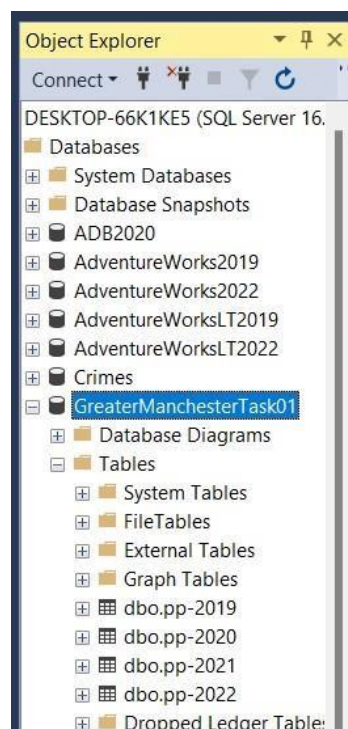 Object Explorer
Connect
DESKTOP-66K1KE5 (SQL Server 16.
Databases
System Databases
Database Snapshots
ADB2020
AdventureWorks2019
AdventureWorks2022
AdventureWorksLT2019
AdventureWorksLT2022
Crimes
GreaterManchesterTask01
Database Diagrams
Tables
System Tables
FileTables
External Tables
Graph Tables
dbo.pp-2019
dbo.pp-2020
dbo.pp-2021
dbo.pp-2022
Dropped Ledger Tables